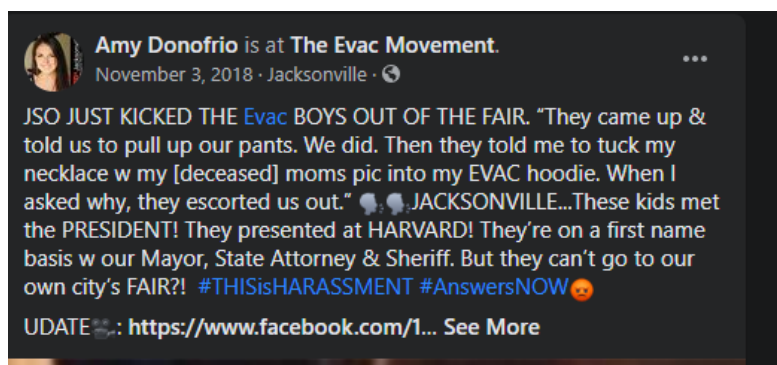 Amy Donofrio is at The Evac Movement.
November 3, 2018 · Jacksonville ·
JSO JUST KICKED THE Evac BOYS OUT OF THE FAIR. “They came up &
told us to pull up our pants. We did. Then they told me to tuck my
necklace w my [deceased] moms pic into my EVAC hoodie. When I
asked why, they escorted us out.” 🗣️🗣️JACKSONVILLE...These kids met
the PRESIDENT! They presented at HARVARD! They’re on a first name
basis w our Mayor, State Attorney & Sheriff. But they can’t go to our
own city’s FAIR?! #THISisHARASSMENT #AnswersNOW😡
UDATE🎥: https://www.facebook.com/1... See More